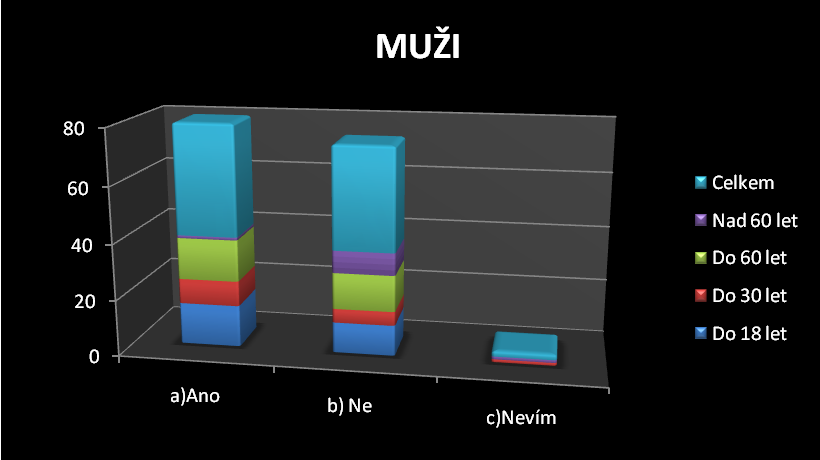 MUŽI
80
60
40
20
0
a)Ano
b) Ne
c)Nevím
Celkem
Nad 60 let
Do 60 let
Do 30 let
Do 18 let